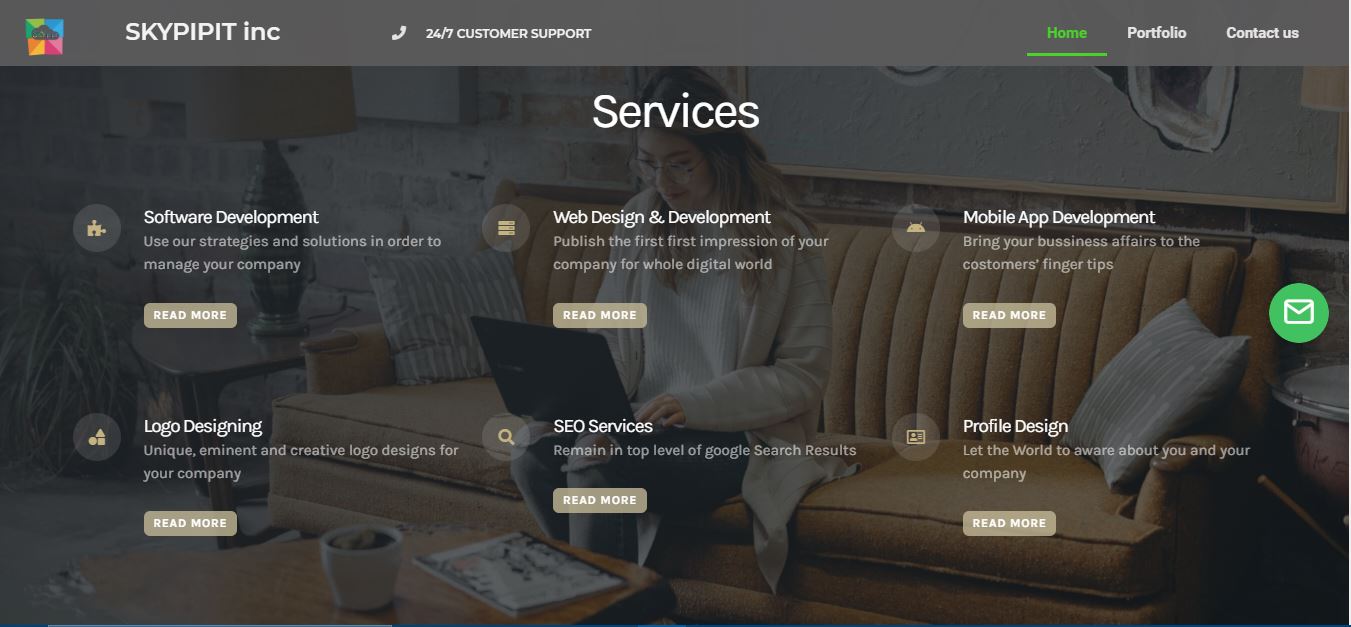 SKYPIPIT inc
24/7 CUSTOMER SUPPORT
Home
Portfolio
Contact us
Services
Software Development
Use our strategies and solutions in order to
manage your company
READ MORE
Web Design & Development
Publish the first first impression of your
company for whole digital world
READ MORE
Mobile App Development
Bring your bussiness affairs to the
costomers' finger tips
READ MORE
Logo Designing
Unique, eminent and creative logo designs for
your company
READ MORE
SEO Services
Remain in top level of google Search Results
READ MORE
Profile Design
Let the World to aware about you and your
company
READ MORE